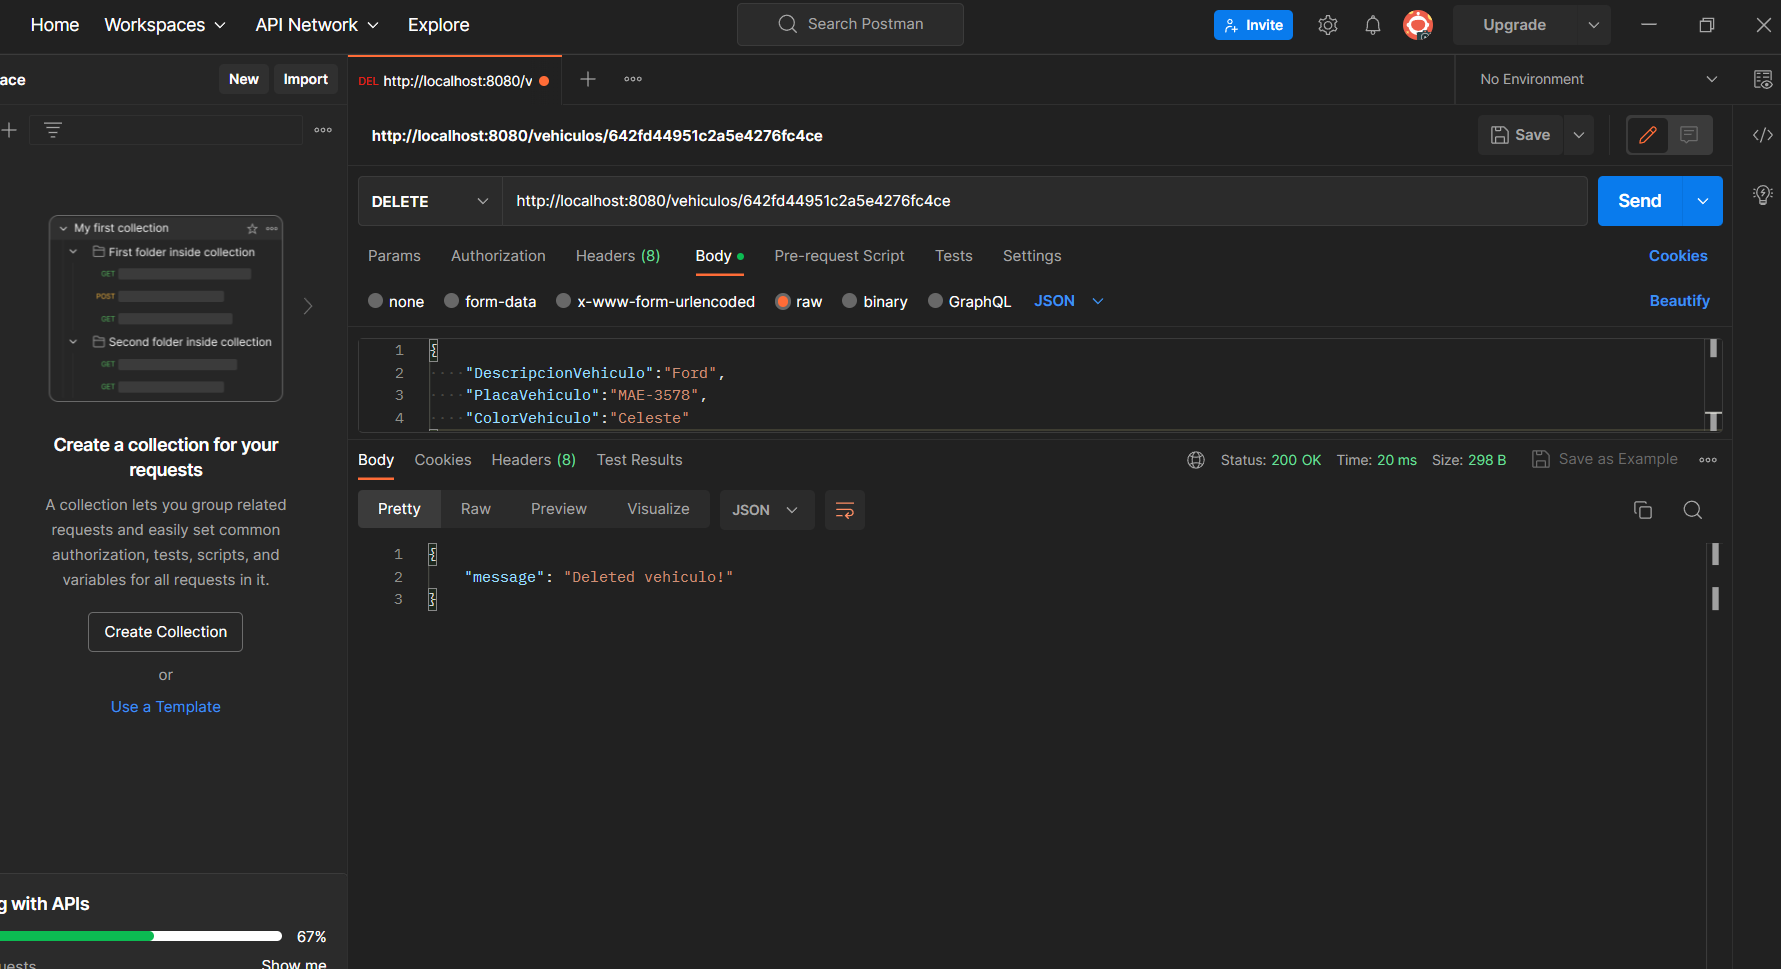 Home Workspaces API Network Explore Search Postman Invite Upgrade
ace New Import
DEL http://localhost:8080/v No Environment
http://localhost:8080/vehiculos/642fd44951c2a5e4276fc4ce Save
DELETE http://localhost:8080/vehiculos/642fd44951c2a5e4276fc4ce Send
Params Authorization Headers (8) Body Pre-request Script Tests Settings Cookies
none form-data x-www-form-urlencoded raw binary GraphQL JSON Beautify
1 {
2 "DescripcionVehiculo":"Ford",
3 "PlacaVehiculo":"MAE-3578",
4 "ColorVehiculo":"Celeste"
Body Cookies Headers (8) Test Results Status: 200 OK Time: 20 ms Size: 298 B Save as Example
Pretty Raw Preview Visualize JSON
1 {
2 "message": "Deleted vehiculo!"
3 }
My first collection
First folder inside collection
GET
POST
GET
Second folder inside collection
GET
GET
Create a collection for your
requests
A collection lets you group related
requests and easily set common
authorization, tests, scripts, and
variables for all requests in it.
Create Collection
or
Use a Template
g with APIs
67%
uests Show me